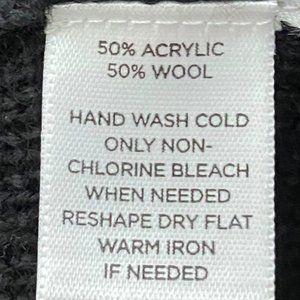 50% ACRYLIC
50% WOOL
HAND WASH COLD
ONLY NON-
CHLORINE BLEACH
WHEN NEEDED
RESHAPE DRY FLAT
WARM IRON
IF NEEDED